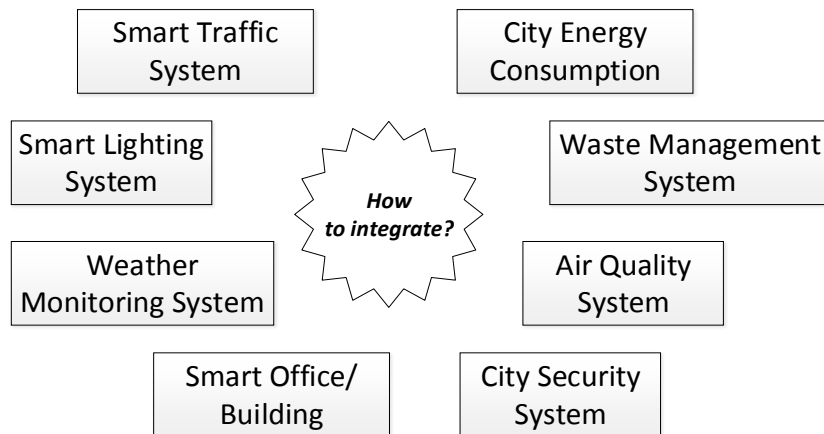 Smart Traffic
System
City Energy
Consumption
Smart Lighting
System
Waste Management
System
How
to integrate?
Weather
Monitoring System
Air Quality
System
Smart Office/
Building
City Security
System